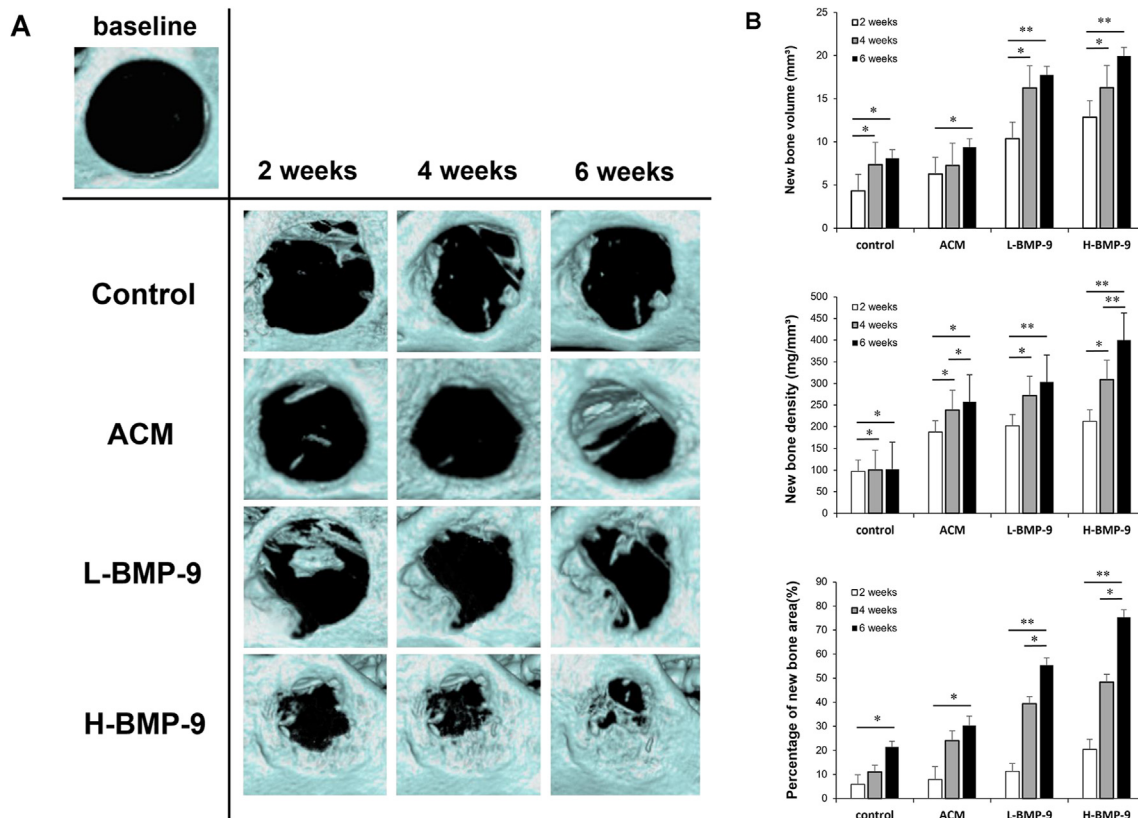 A
baseline
2 weeks 4 weeks 6 weeks
Control
ACM
L-BMP-9
H-BMP-9
B
New bone volume (mm³)
25
20
15
10
5
0
2 weeks
4 weeks
6 weeks
* * * * ** * **
control ACM L-BMP-9 H-BMP-9
New bone density (mg/mm³)
500
450
400
350
300
250
200
150
100
50
0
2 weeks
4 weeks
6 weeks
* * * * * * ** * ** **
control ACM L-BMP-9 H-BMP-9
Percentage of new bone area(%)
90
80
70
60
50
40
30
20
10
0
2 weeks
4 weeks
6 weeks
* * * ** * **
control ACM L-BMP-9 H-BMP-9